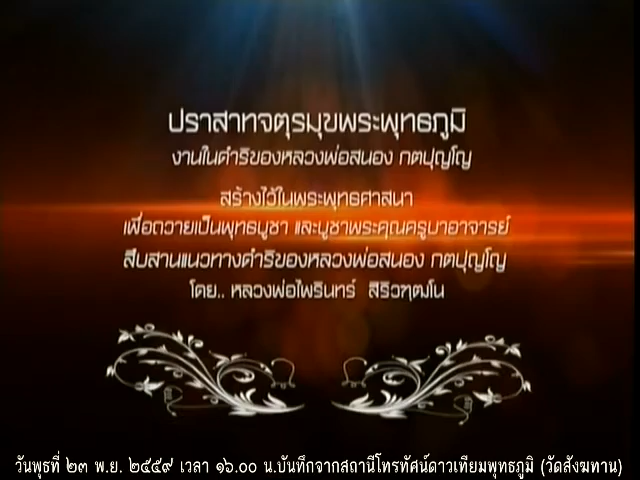 ปราสาทจตุรมุขพระพุทธภูมิ
งานในดำริของหลวงพ่อสนอง กตปุญโญ
สร้างไว้ในพระพุทธศาสนา
เพื่อถวายเป็นพุทธบูชา และบูชาพระคุณครูบาอาจารย์
สืบสานแนวทางดำริของหลวงพ่อสนอง กตปุญโญ
โดย.. หลวงพ่อไพรินทร์ สิริวฑฺฒโน
วันพุธที่ ๒๓ พ.ย. ๒๕๕๙ เวลา ๑๖.๐๐ น.บันทึกจากสถานีโทรทัศน์ดาวเทียมพุทธภูมิ (วัดสังฆทาน)